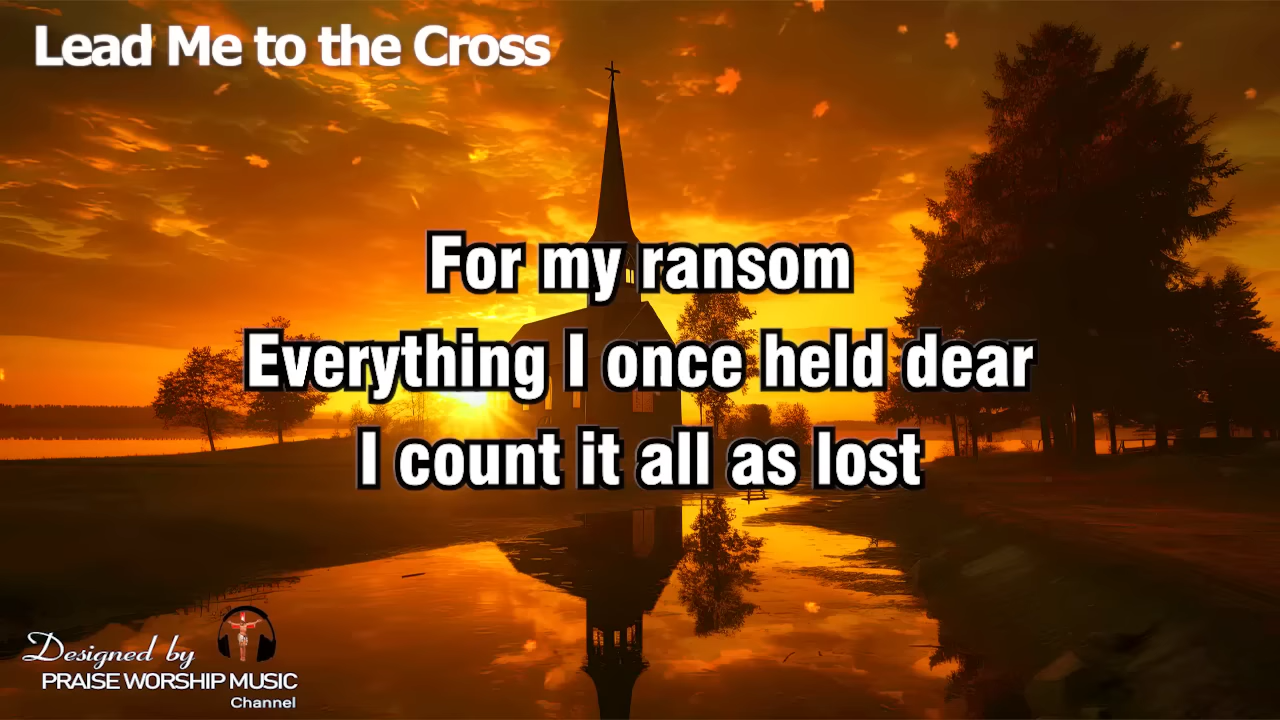 Lead Me to the Cross
For my ransom
Everything I once held dear
I count it all as lost
Designed by
PRAISE WORSHIP MUSIC
Channel